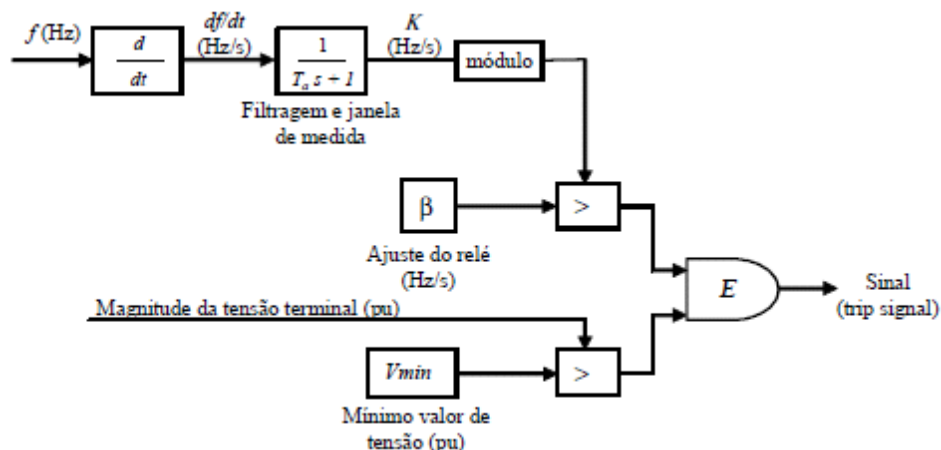 f (Hz)
d
dt
df/dt
(Hz/s)
1
T_a s + 1
Filtragem e janela
de medida
K
(Hz/s)
módulo
β
>
Ajuste do relé
(Hz/s)
E
Sinal
(trip signal)
Magnitude da tensão terminal (pu)
Vmin
>
Mínimo valor de
tensão (pu)